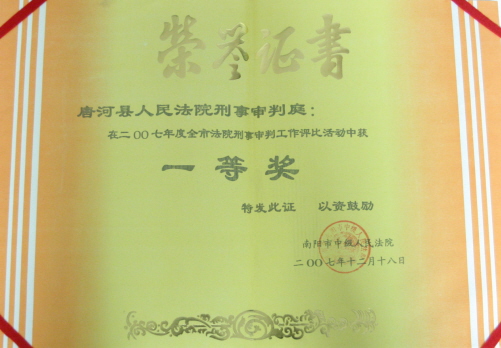 榮誉证書
唐河县人民法院刑事审判庭：
在二〇〇七年度全市法院刑事审判工作评比活动中获
一等奖
特发此证 以资鼓励
南阳市中级人民法院
二〇〇七年十二月十八日